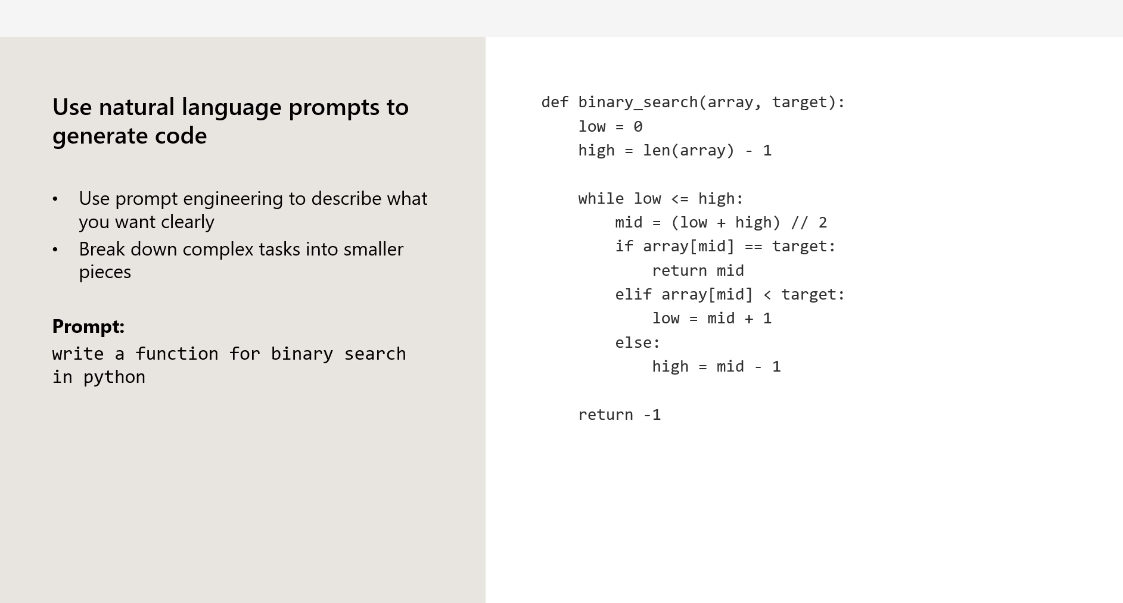 Use natural language prompts to
generate code
• Use prompt engineering to describe what
you want clearly
• Break down complex tasks into smaller
pieces
Prompt:
write a function for binary search
in python
def binary_search(array, target):
    low = 0
    high = len(array) - 1

    while low <= high:
        mid = (low + high) // 2
        if array[mid] == target:
            return mid
        elif array[mid] < target:
            low = mid + 1
        else:
            high = mid - 1

    return -1